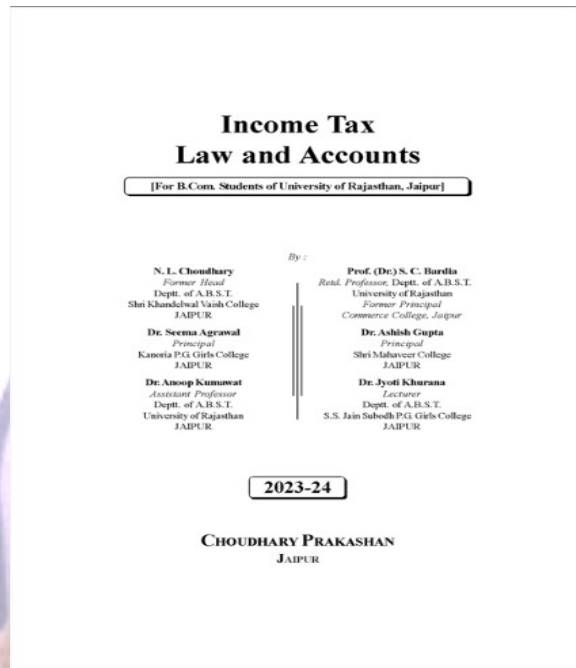 Income Tax
Law and Accounts
[For B.Com. Students of University of Rajasthan, Jaipur]
By :
N. L. Choudhary
Former Head
Deptt. of A.B.S.T.
Shri Khandelwal Vaish College
JAIPUR
Dr. Seema Agrawal
Principal
Kanoria P.G. Girls College
JAIPUR
Dr. Anoop Kumawat
Assistant Professor
Deptt. of A.B.S.T.
University of Rajasthan
JAIPUR
Prof. (Dr.) S. C. Bardia
Retd. Professor, Deptt. of A.B.S.T.
University of Rajasthan
Former Principal
Commerce College, Jaipur
Dr. Ashish Gupta
Principal
Shri Mahaveer College
JAIPUR
Dr. Jyoti Khurana
Lecturer
Deptt. of A.B.S.T.
S.S. Jain Subodh P.G. Girls College
JAIPUR
2023-24
CHOUDHARY PRAKASHAN
JAIPUR